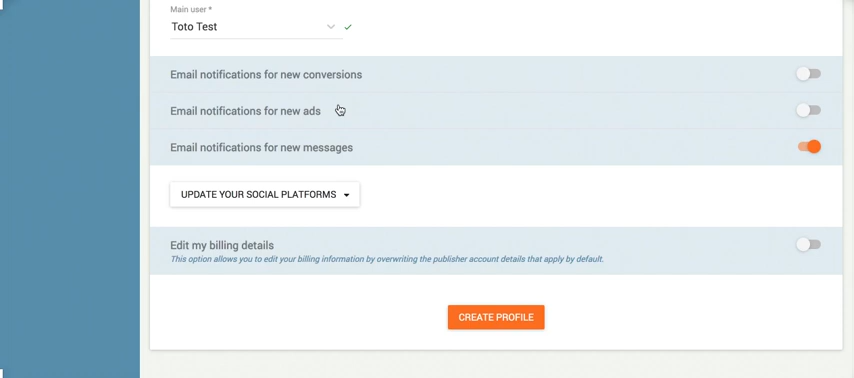 Main user *
Toto Test
Email notifications for new conversions
Email notifications for new ads
Email notifications for new messages
UPDATE YOUR SOCIAL PLATFORMS
Edit my billing details
This option allows you to edit your billing information by overwriting the publisher account details that apply by default.
CREATE PROFILE